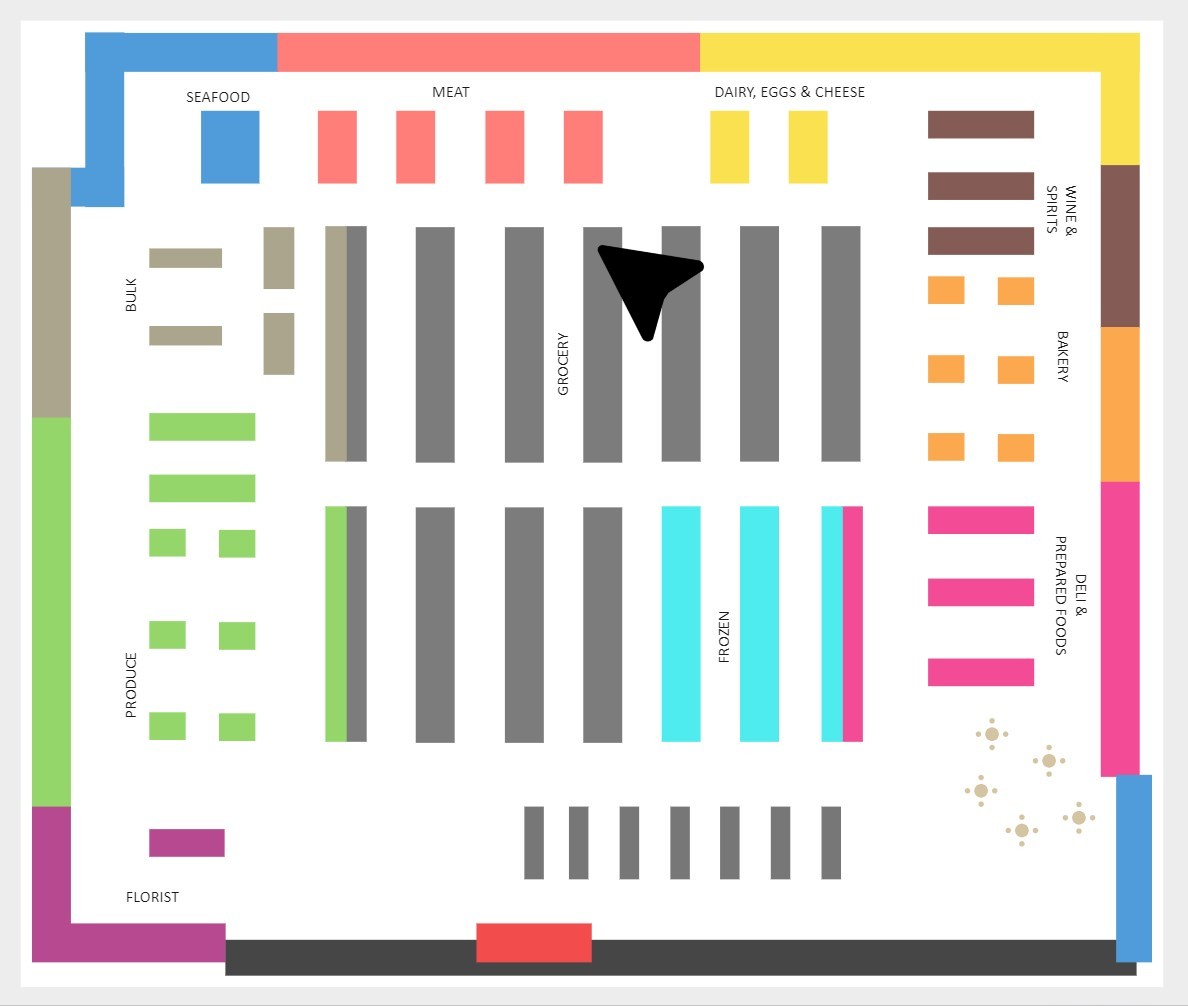 SEAFOOD
MEAT
DAIRY, EGGS & CHEESE
WINE &
SPIRITS
BULK
GROCERY
BAKERY
DELI &
PREPARED FOODS
FROZEN
PRODUCE
FLORIST